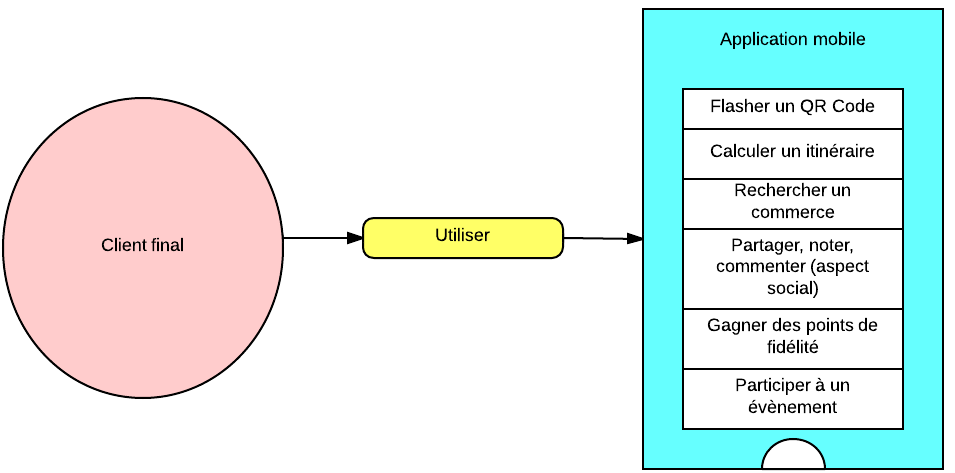 Application mobile
Flasher un QR Code
Calculer un itinéraire
Rechercher un
commerce
Client final
Utiliser
Partager, noter,
commenter (aspect
social)
Gagner des points de
fidélité
Participer à un
évènement